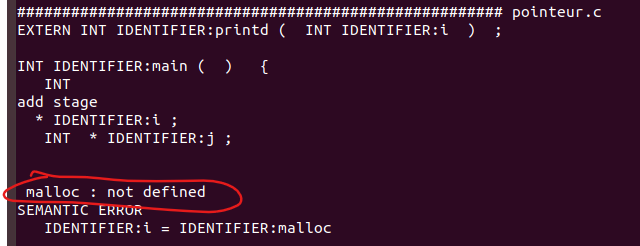 ###################################################### pointeur.c
EXTERN INT IDENTIFIER:printd (  INT IDENTIFIER:i  )  ;
INT IDENTIFIER:main (  )   {
INT
add stage
* IDENTIFIER:i ;
INT  * IDENTIFIER:j ;
malloc : not defined
SEMANTIC ERROR
IDENTIFIER:i = IDENTIFIER:malloc